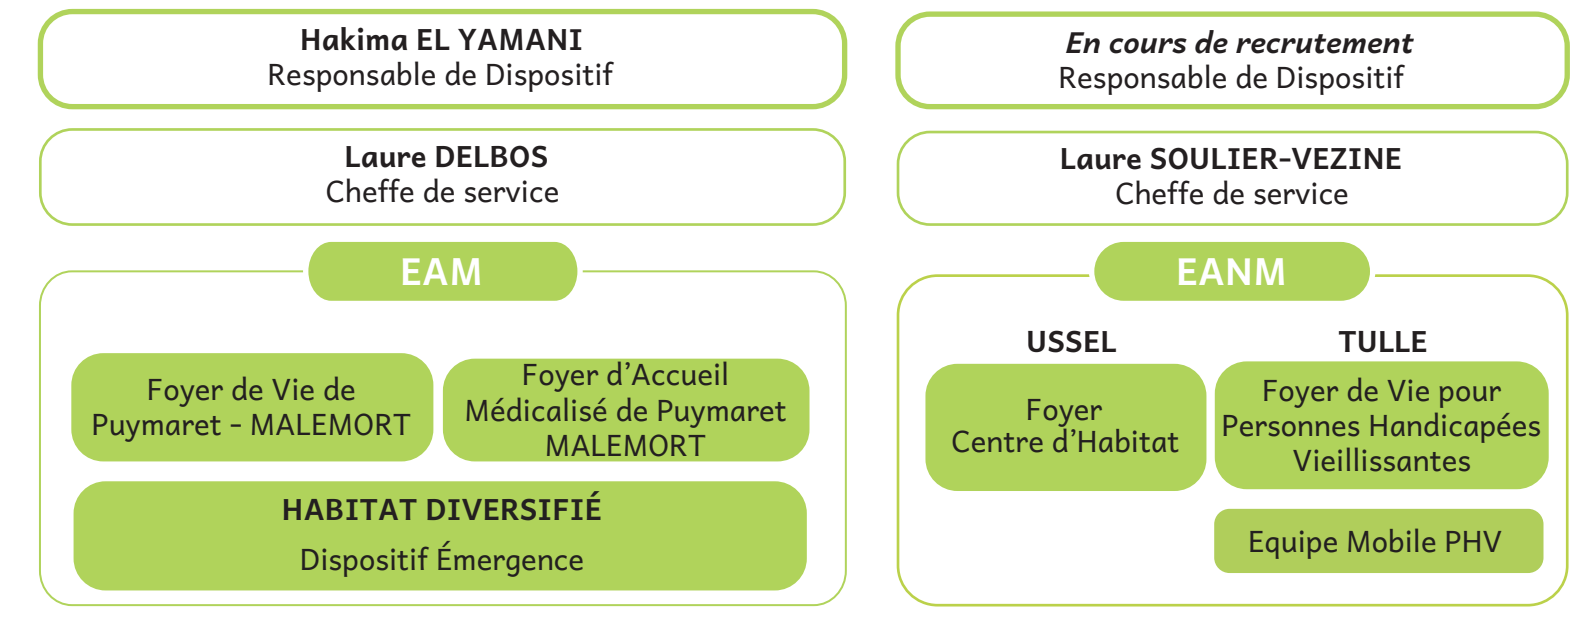 Hakima EL YAMANI
Responsable de Dispositif
Laure DELBOS
Cheffe de service
EAM
Foyer de Vie de
Puymaret - MALEMORT
Foyer d’Accueil
Médicalisé de Puymaret
MALEMORT
HABITAT DIVERSIFIÉ
Dispositif Émergence
En cours de recrutement
Responsable de Dispositif
Laure SOULIER-VEZINE
Cheffe de service
EANM
USSEL
Foyer
Centre d’Habitat
TULLE
Foyer de Vie pour
Personnes Handicapées
Vieillissantes
Equipe Mobile PHV